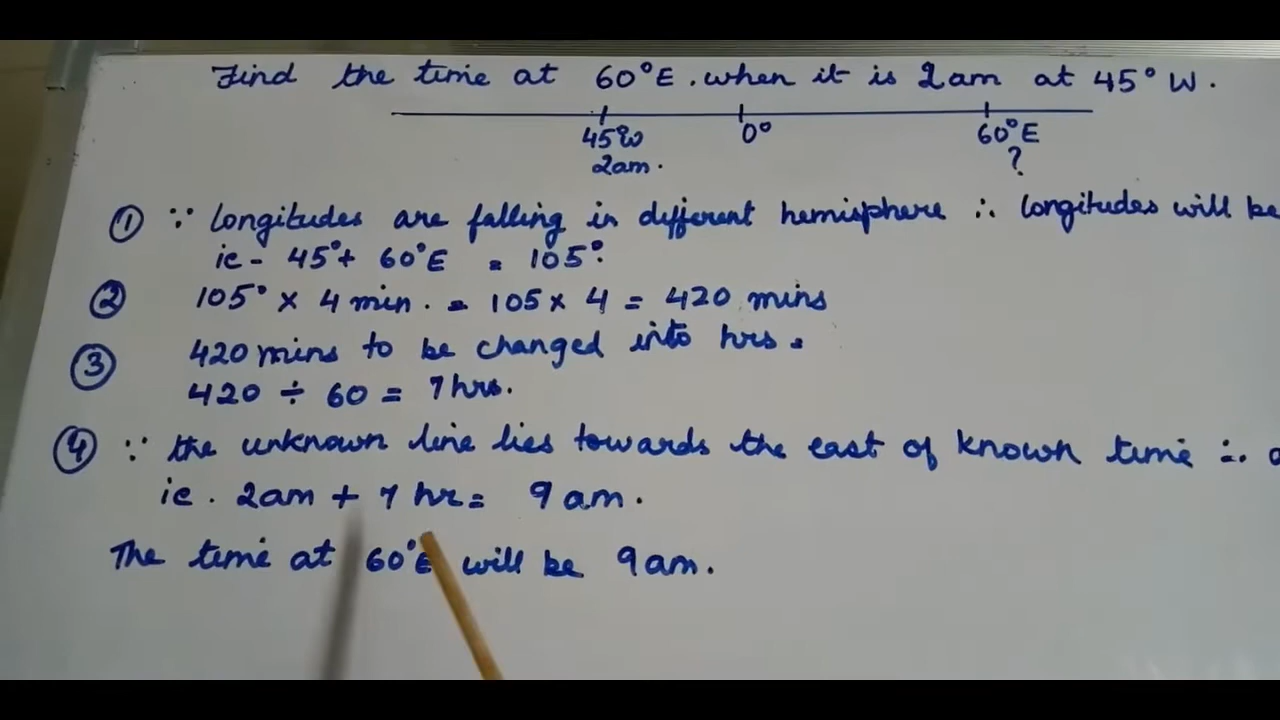 Find the time at 60°E. when it is 2am at 45° W.
45°W 0° 60°E
2am. ?
① ∵ longitudes are falling in different hemisphere ∴ longitudes will be
ie - 45°+ 60°E = 105°.
② 105° × 4 min. = 105 × 4 = 420 mins
③ 420 mins to be changed into hrs =
420 ÷ 60 = 7 hrs.
④ ∵ the unknown line lies towards the east of known time ∴
ie. 2am + 7 hr = 9 am.
The time at 60°E will be 9am.